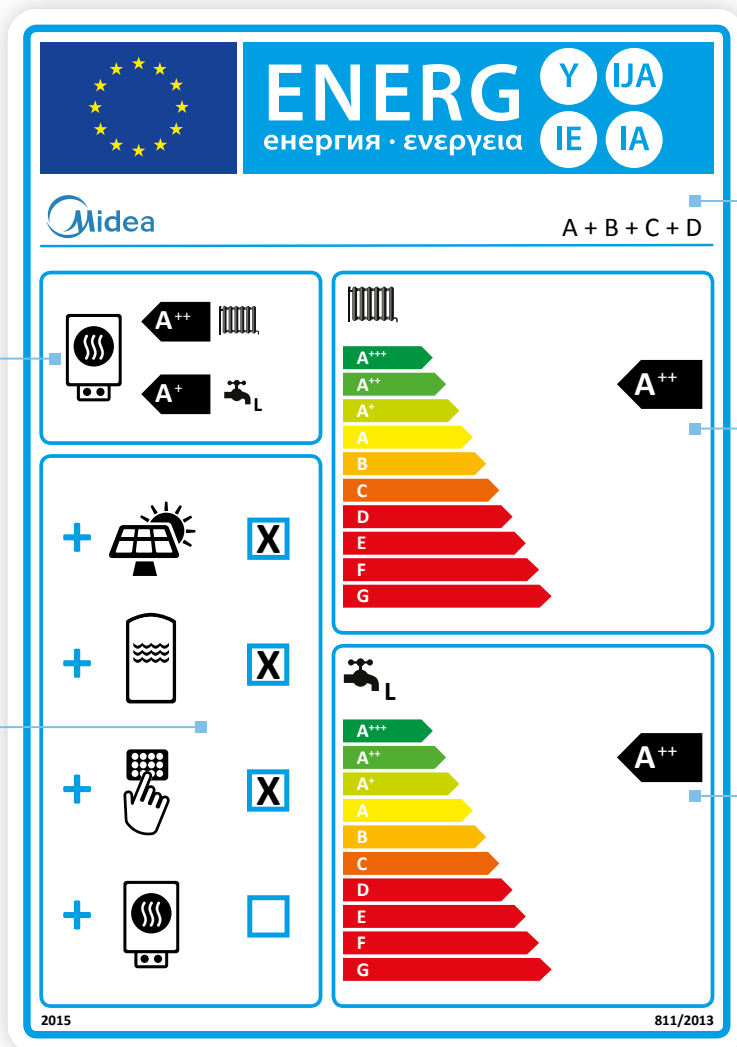 ENERG
Y IJA
IE IA
енергия · ενεργεια
Midea
A + B + C + D
A++
A+
L
X
X
X
A+++
A++
A+
A
B
C
D
E
F
G
A++
L
A+++
A++
A+
A
B
C
D
E
F
G
A++
2015
811/2013